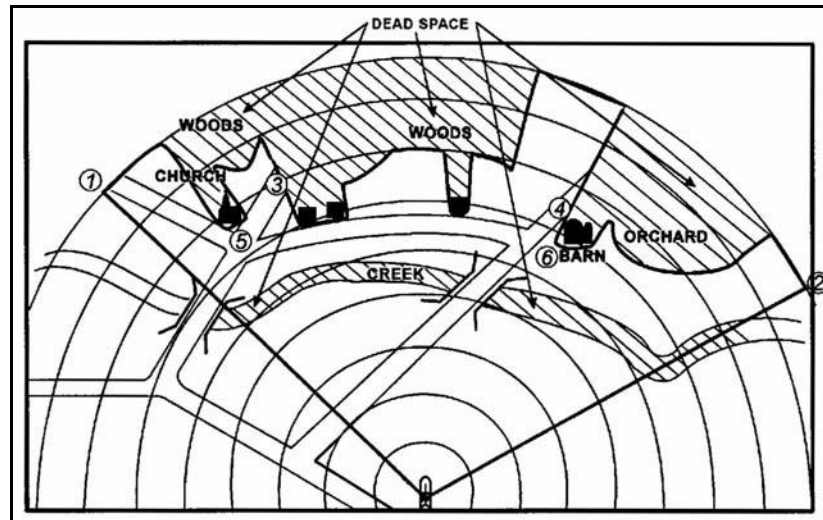 DEAD SPACE
WOODS
WOODS
1
CHURCH
3
4
5
6
BARN
ORCHARD
CREEK
2